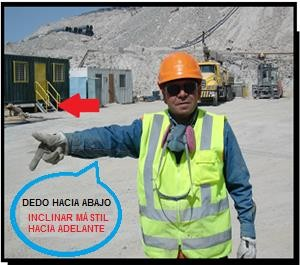 DEDO HACIA ABAJO
INCLINAR MÁSTIL
HACIA ADELANTE